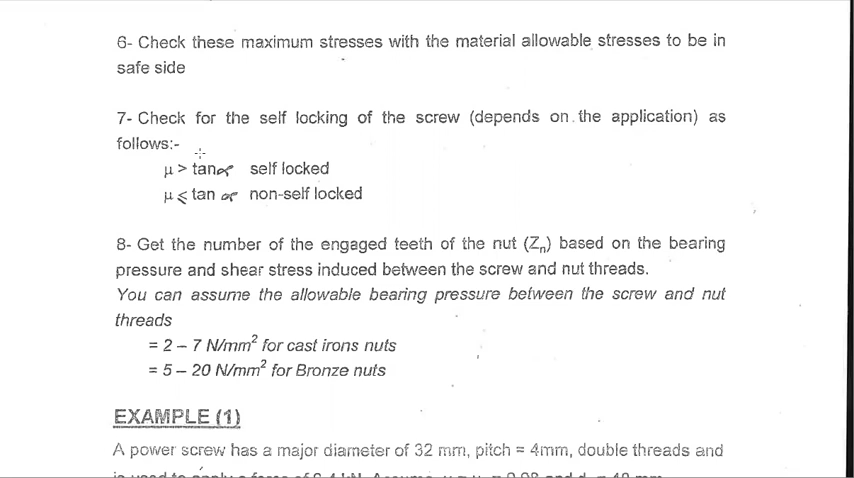 6- Check these maximum stresses with the material allowable stresses to be in
safe side
7- Check for the self locking of the screw (depends on the application) as
follows:-
μ > tanα self locked
μ ⩽ tan α non-self locked
8- Get the number of the engaged teeth of the nut (Zₙ) based on the bearing
pressure and shear stress induced between the screw and nut threads.
You can assume the allowable bearing pressure between the screw and nut
threads
= 2 – 7 N/mm² for cast irons nuts
= 5 – 20 N/mm² for Bronze nuts
EXAMPLE (1)
A power screw has a major diameter of 32 mm, pitch = 4mm, double threads and